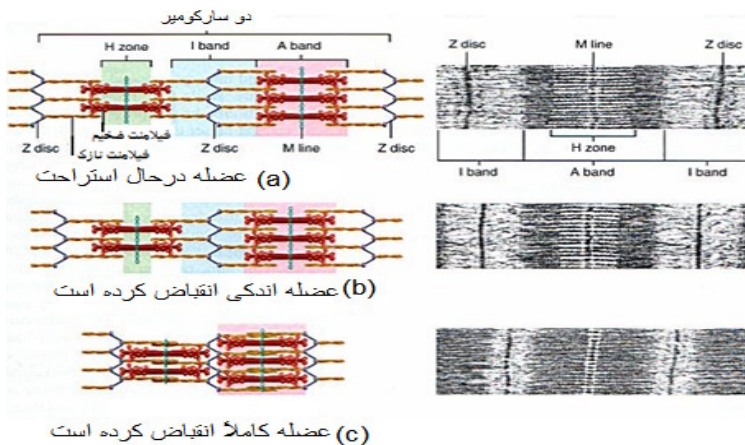 دو سارکومیر
H zone
I band
A band
Z disc
M line
Z disc
فیلامنت ضخیم
فیلامنت نازک
Z disc
Z disc
M line
Z disc
H zone
I band
A band
I band
(a) عضله درحال استراحت
(b) عضله اندکی انقباض کرده است
(c) عضله کاملاً انقباض کرده است